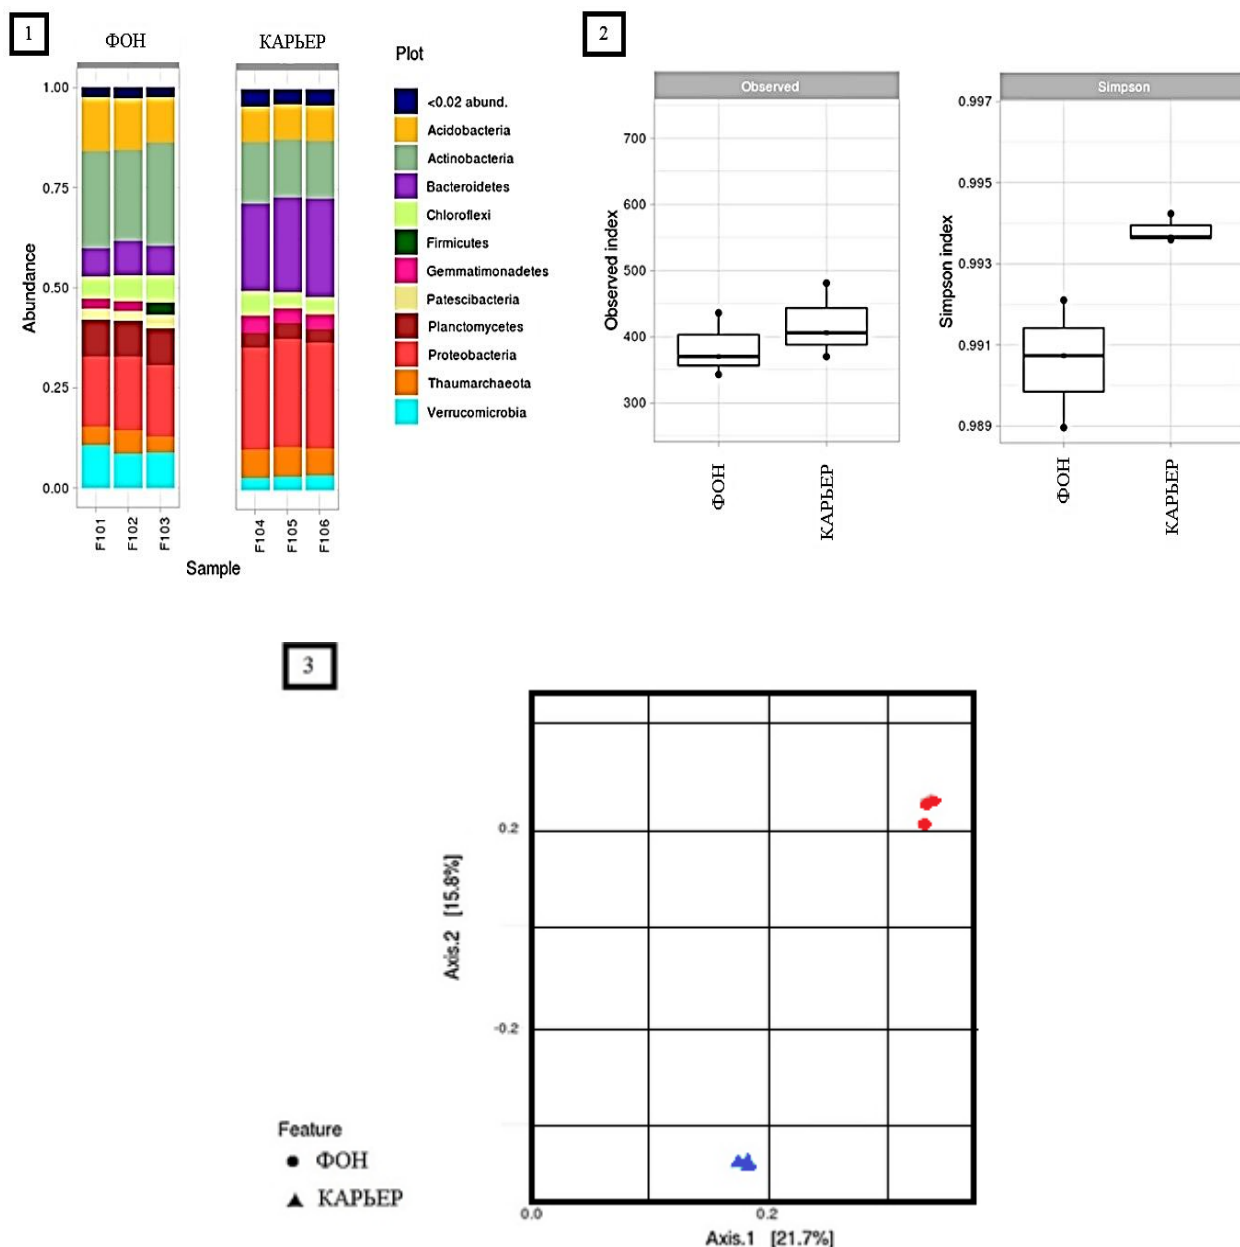 1
ФОН
КАРЬЕР
Abundance
1.00
0.75
0.50
0.25
0.00
F101
F102
F103
F104
F105
F106
Sample
Plot
<0.02 abund.
Acidobacteria
Actinobacteria
Bacteroidetes
Chloroflexi
Firmicutes
Gemmatimonadetes
Patescibacteria
Planctomycetes
Proteobacteria
Thaumarchaeota
Verrucomicrobia
2
Observed
Observed index
700
600
500
400
300
ФОН
КАРЬЕР
Simpson
Simpson index
0.997
0.995
0.993
0.991
0.989
ФОН
КАРЬЕР
3
Axis.2 [15.8%]
0.2
-0.2
0.0
0.2
Axis.1 [21.7%]
Feature
ФОН
КАРЬЕР